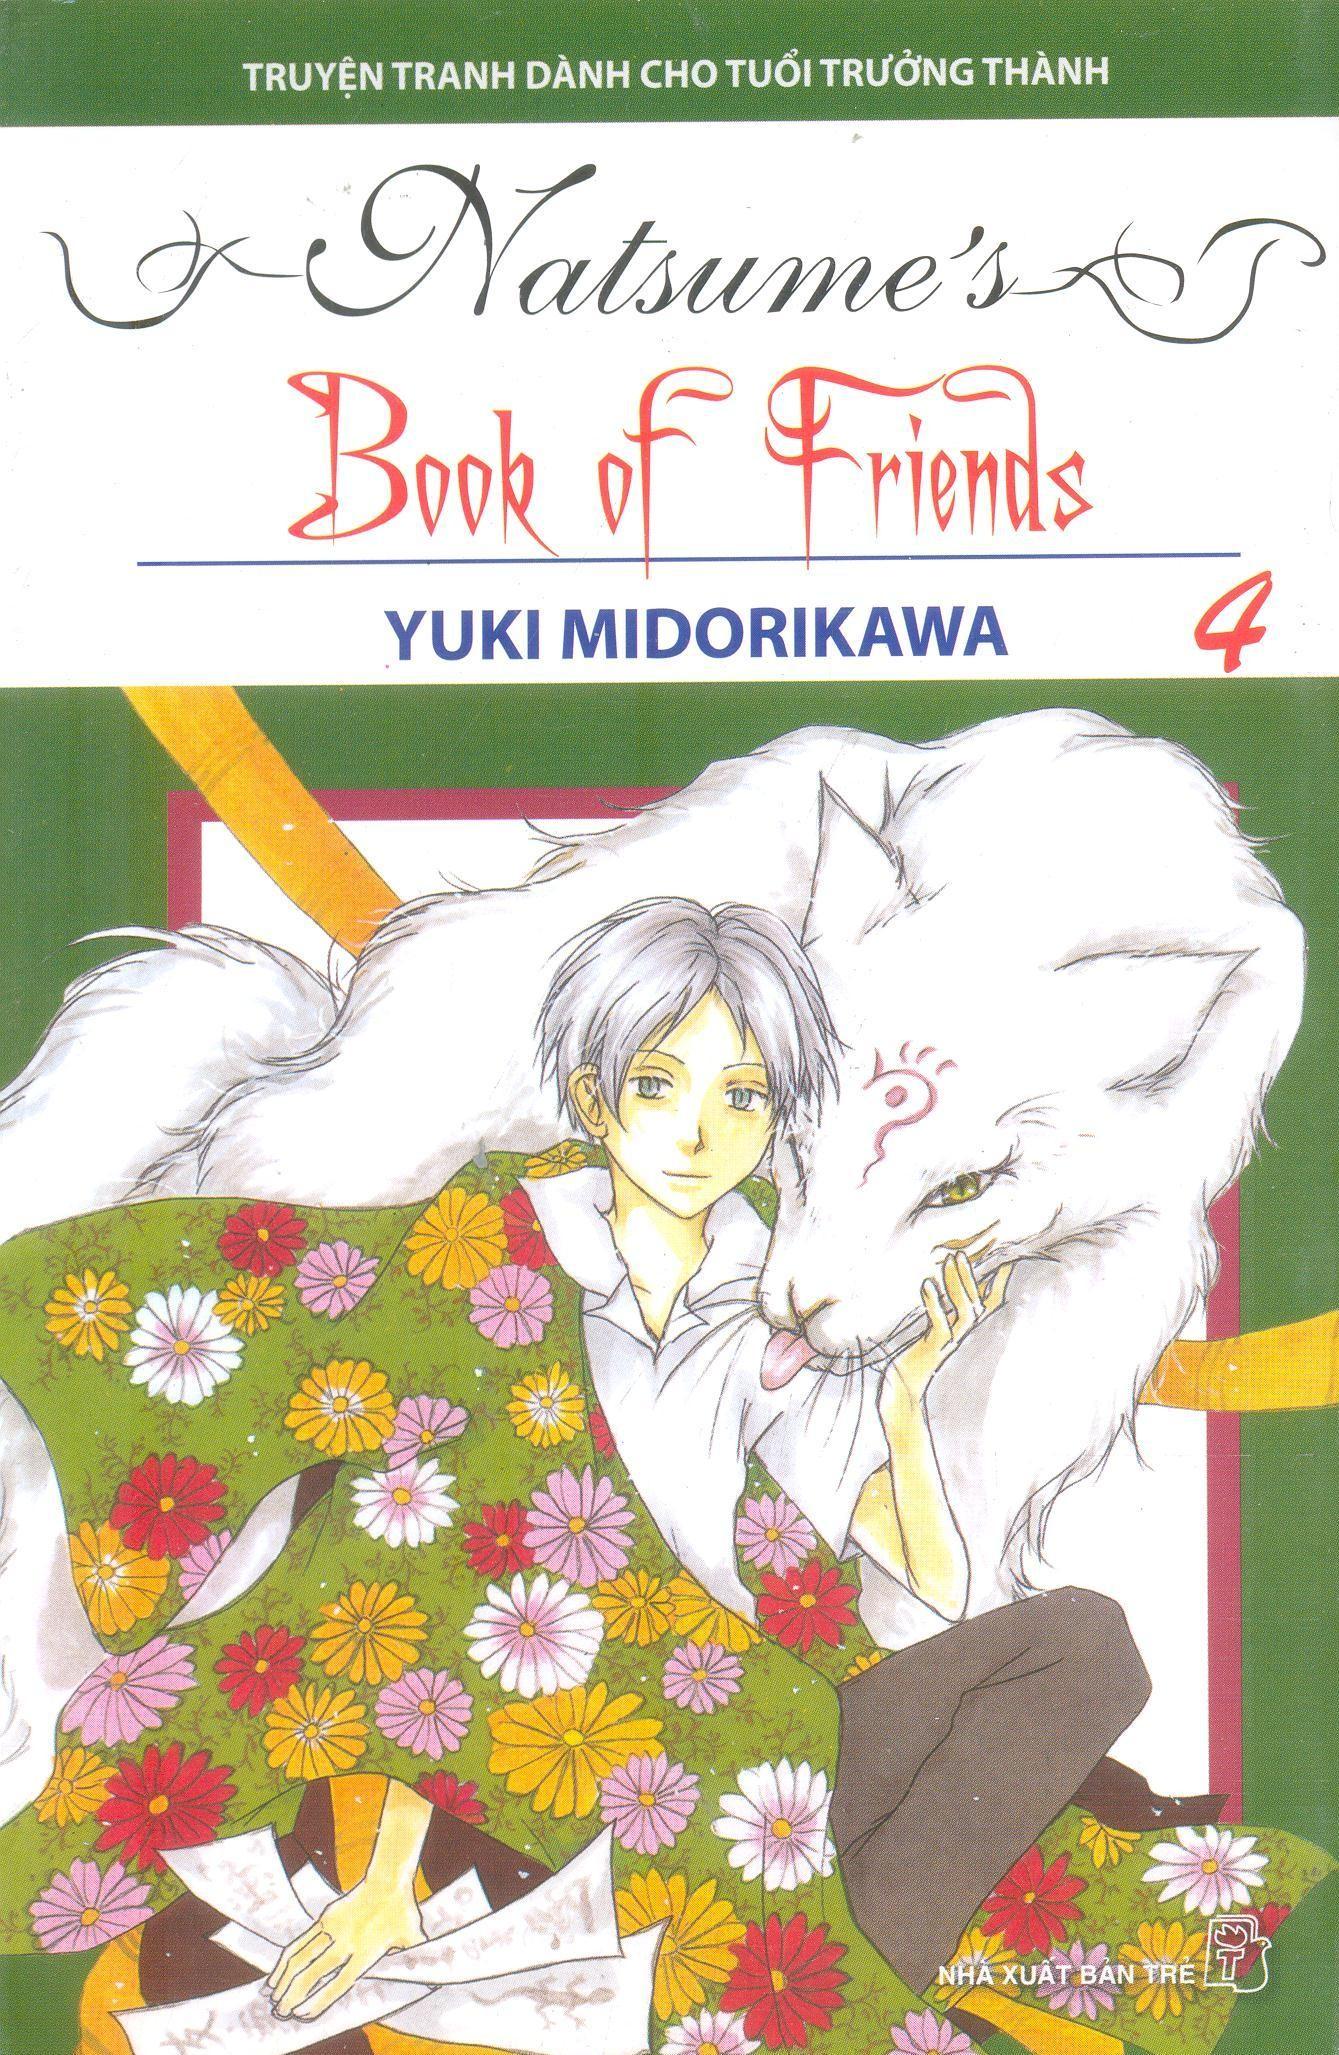 TRUYỆN TRANH DÀNH CHO TUỔI TRƯỞNG THÀNH
Natsume's
Book of Friends
YUKI MIDORIKAWA
4
NHÀ XUẤT BẢN TRẺ